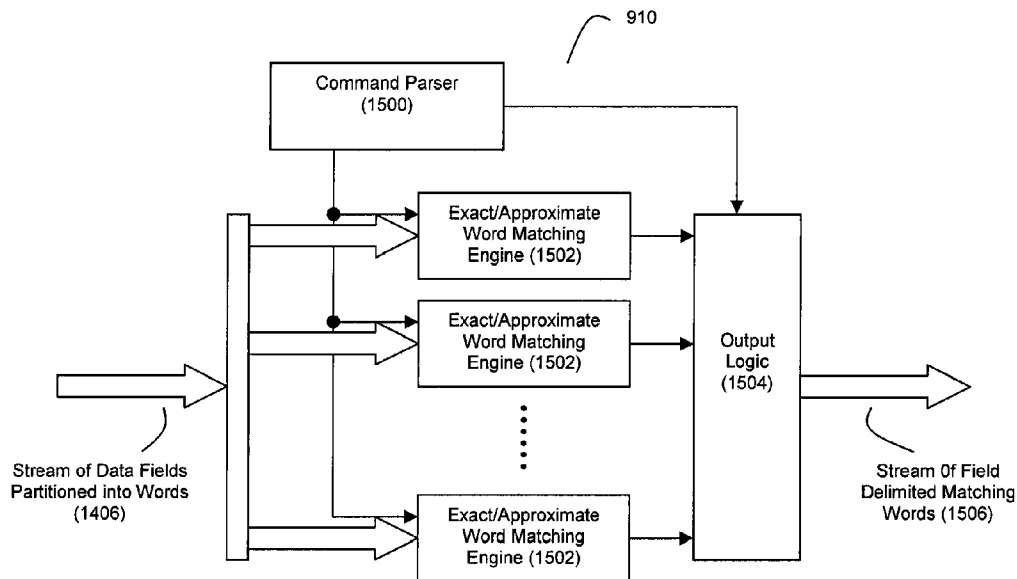 910
Command Parser
(1500)
Exact/Approximate
Word Matching
Engine (1502)
Exact/Approximate
Word Matching
Engine (1502)
Output
Logic
(1504)
Stream of Data Fields
Partitioned into Words
(1406)
Stream 0f Field
Delimited Matching
Words (1506)
Exact/Approximate
Word Matching
Engine (1502)